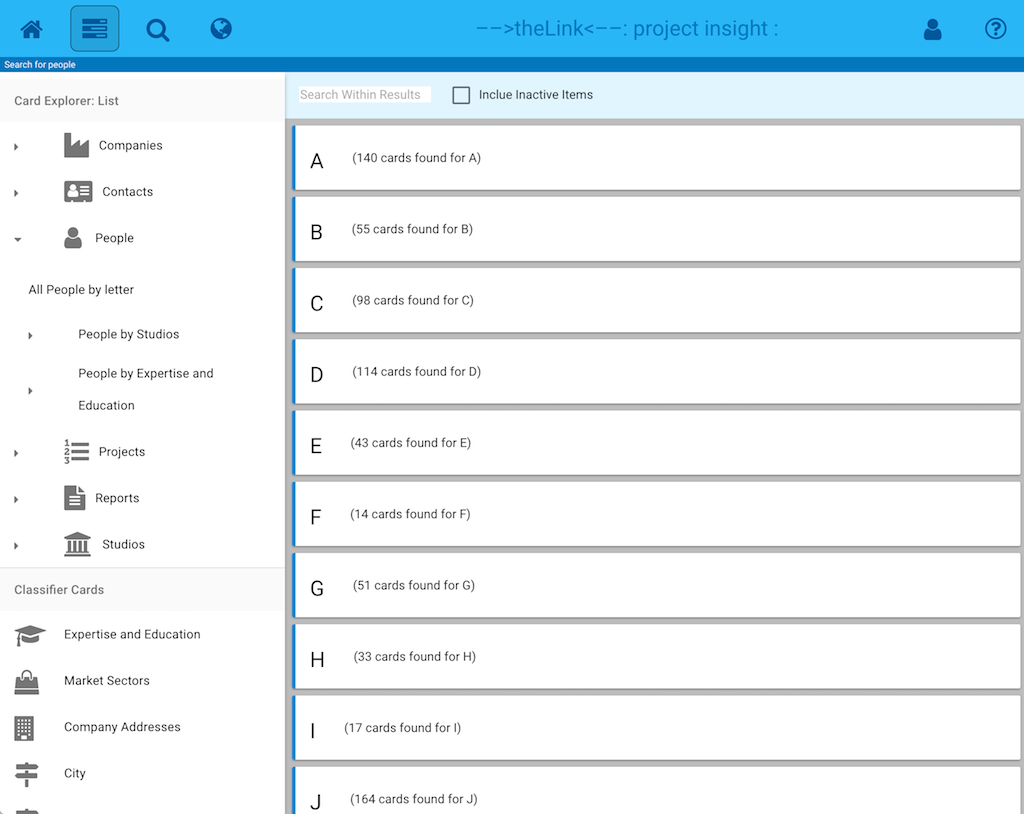 -->theLink<--: project insight :
Search for people
Card Explorer: List
Companies
Contacts
People
All People by letter
People by Studios
People by Expertise and
Education
1
2
3
Projects
Reports
Studios
Classifier Cards
Expertise and Education
Market Sectors
Company Addresses
City
Search Within Results
Inclue Inactive Items
A (140 cards found for A)
B (55 cards found for B)
C (98 cards found for C)
D (114 cards found for D)
E (43 cards found for E)
F (14 cards found for F)
G (51 cards found for G)
H (33 cards found for H)
I (17 cards found for I)
J (164 cards found for J)